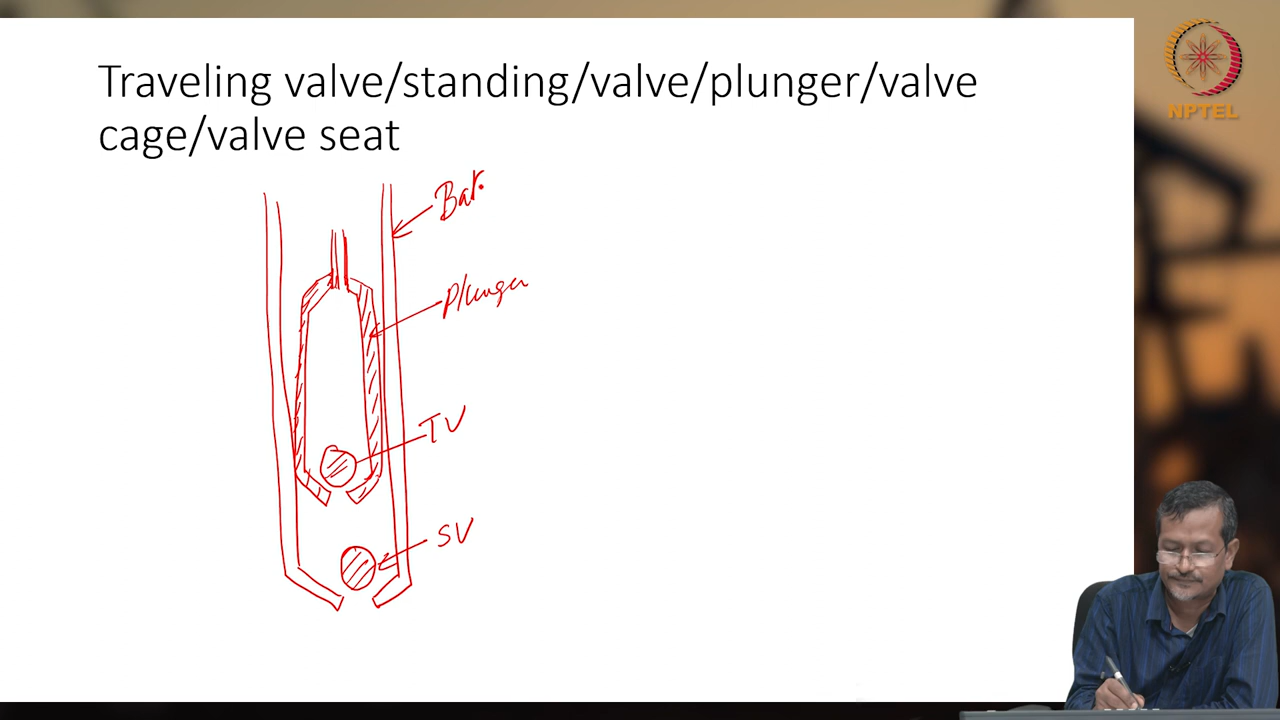 Traveling valve/standing/valve/plunger/valve
cage/valve seat
NPTEL
Bar.
Plunger
TV
SV